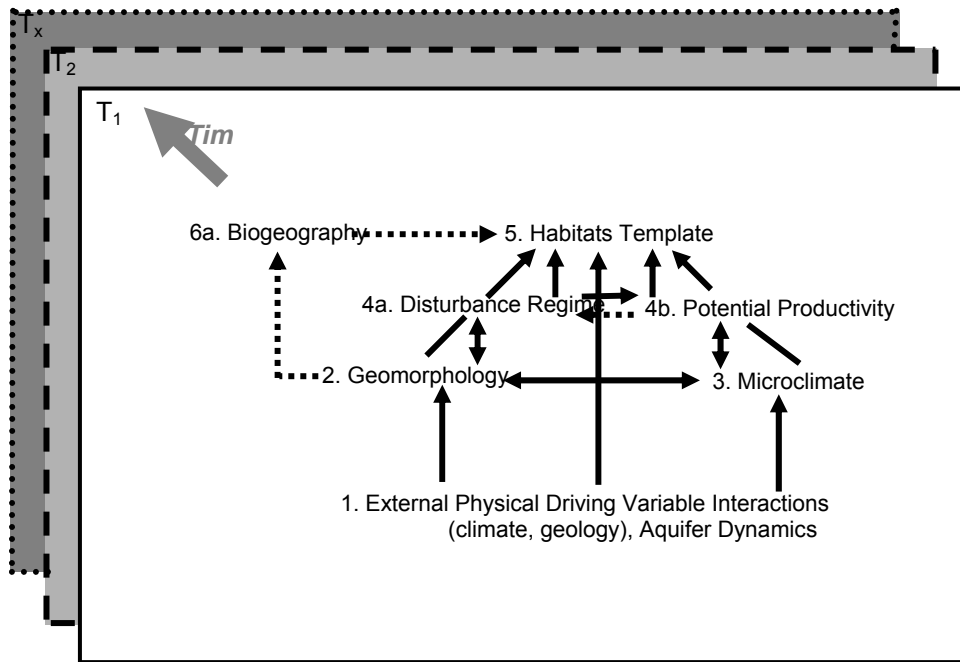 Tx
T2
T1
Tim
6a. Biogeography
5. Habitats Template
4a. Disturbance Regime
4b. Potential Productivity
2. Geomorphology
3. Microclimate
1. External Physical Driving Variable Interactions
(climate, geology), Aquifer Dynamics